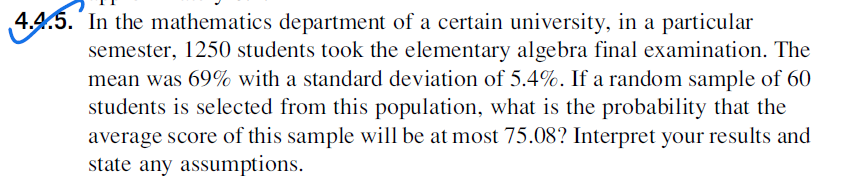 4.4.5. In the mathematics department of a certain university, in a particular
semester, 1250 students took the elementary algebra final examination. The
mean was 69% with a standard deviation of 5.4%. If a random sample of 60
students is selected from this population, what is the probability that the
average score of this sample will be at most 75.08? Interpret your results and
state any assumptions.